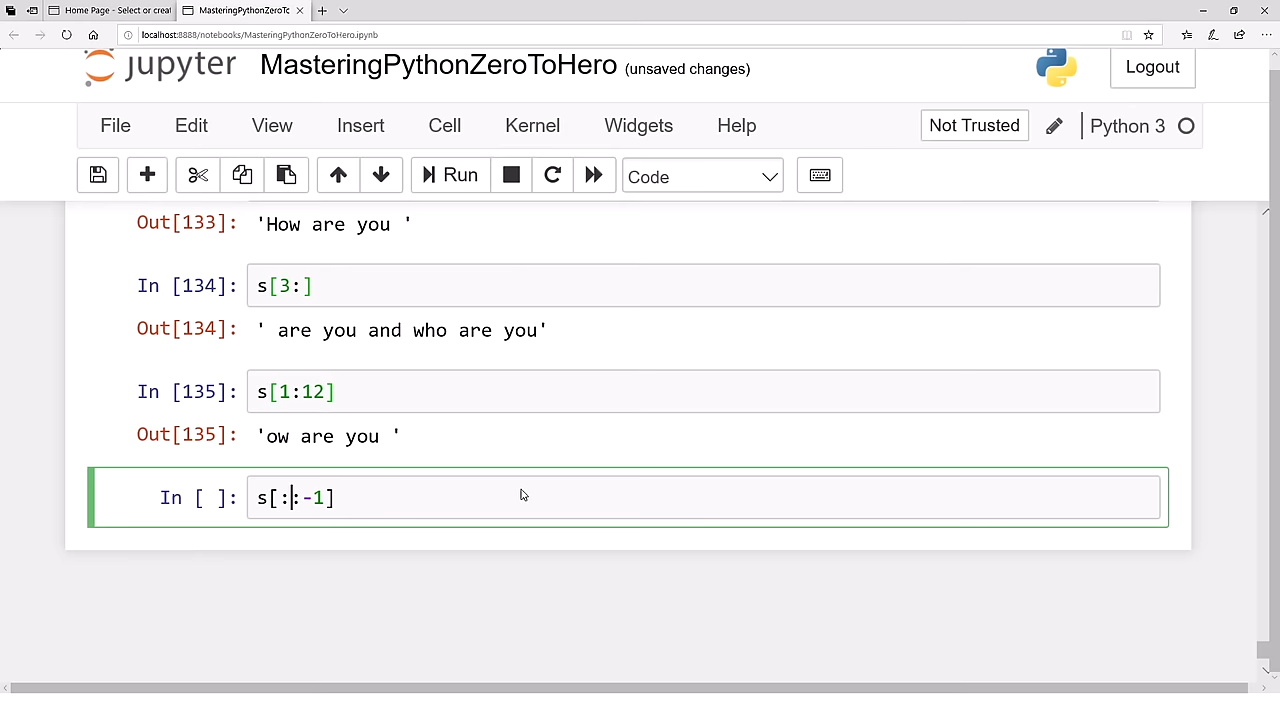 Home Page - Select or creat
MasteringPythonZeroToH
localhost:8888/notebooks/MasteringPythonZeroToHero.ipynb
jupyter MasteringPythonZeroToHero (unsaved changes)
Logout
File Edit View Insert Cell Kernel Widgets Help
Not Trusted
Python 3
Run
Code
Out[133]: 'How are you '
In [134]: s[3:]
Out[134]: ' are you and who are you'
In [135]: s[1:12]
Out[135]: 'ow are you '
In [ ]: s[::-1]